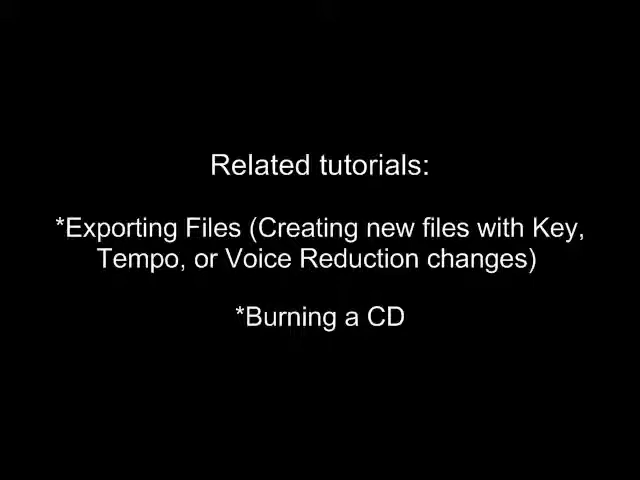 Related tutorials:
*Exporting Files (Creating new files with Key,
Tempo, or Voice Reduction changes)
*Burning a CD